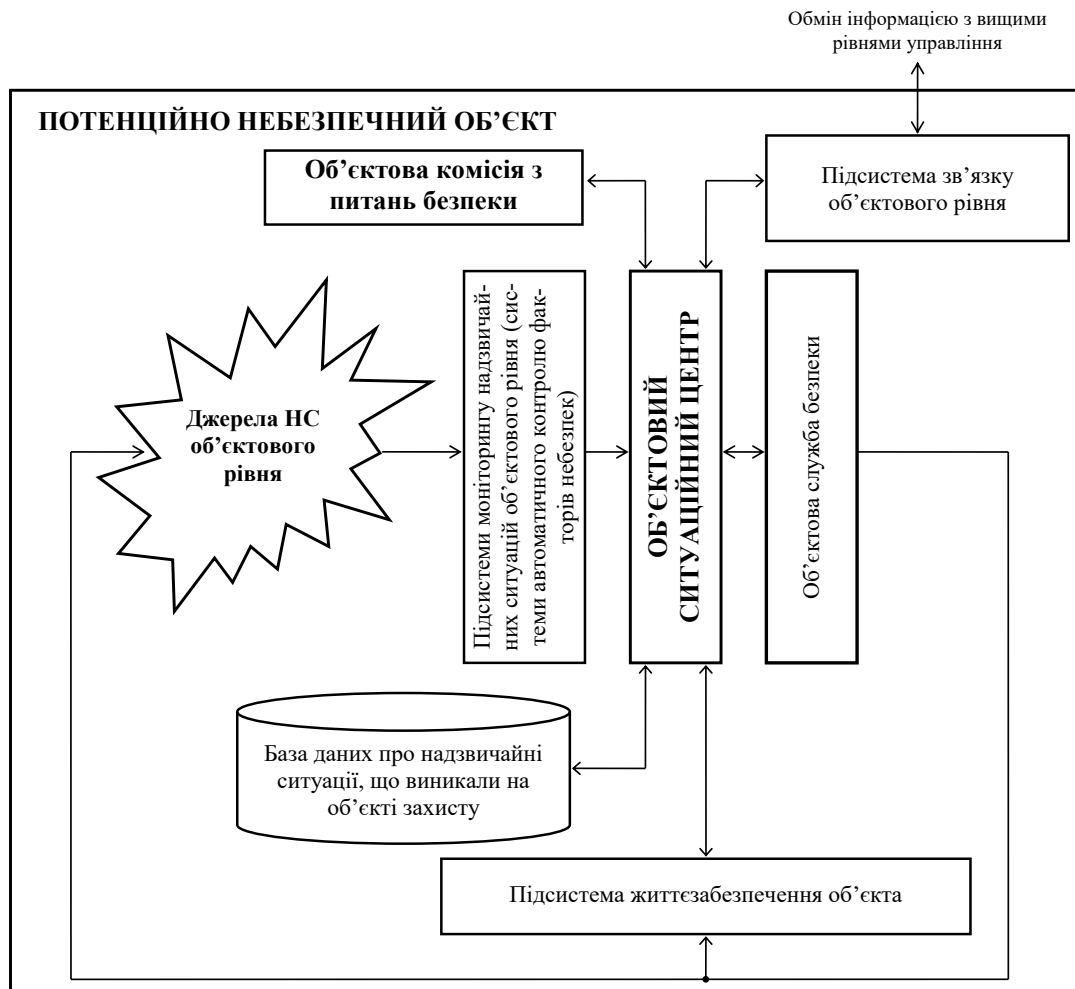 Обмін інформацією з вищими
рівнями управління
ПОТЕНЦІЙНО НЕБЕЗПЕЧНИЙ ОБ’ЄКТ
Об’єктова комісія з
питань безпеки
Підсистема зв’язку
об’єктового рівня
Джерела НС
об’єктового
рівня
Підсистеми моніторингу надзвичай-
них ситуацій об’єктового рівня (сис-
теми автоматичного контролю фак-
торів небезпек)
ОБ’ЄКТОВИЙ
СИТУАЦІЙНИЙ ЦЕНТР
Об’єктова служба безпеки
База даних про надзвичайні
ситуації, що виникали на
об’єкті захисту
Підсистема життєзабезпечення об’єкта